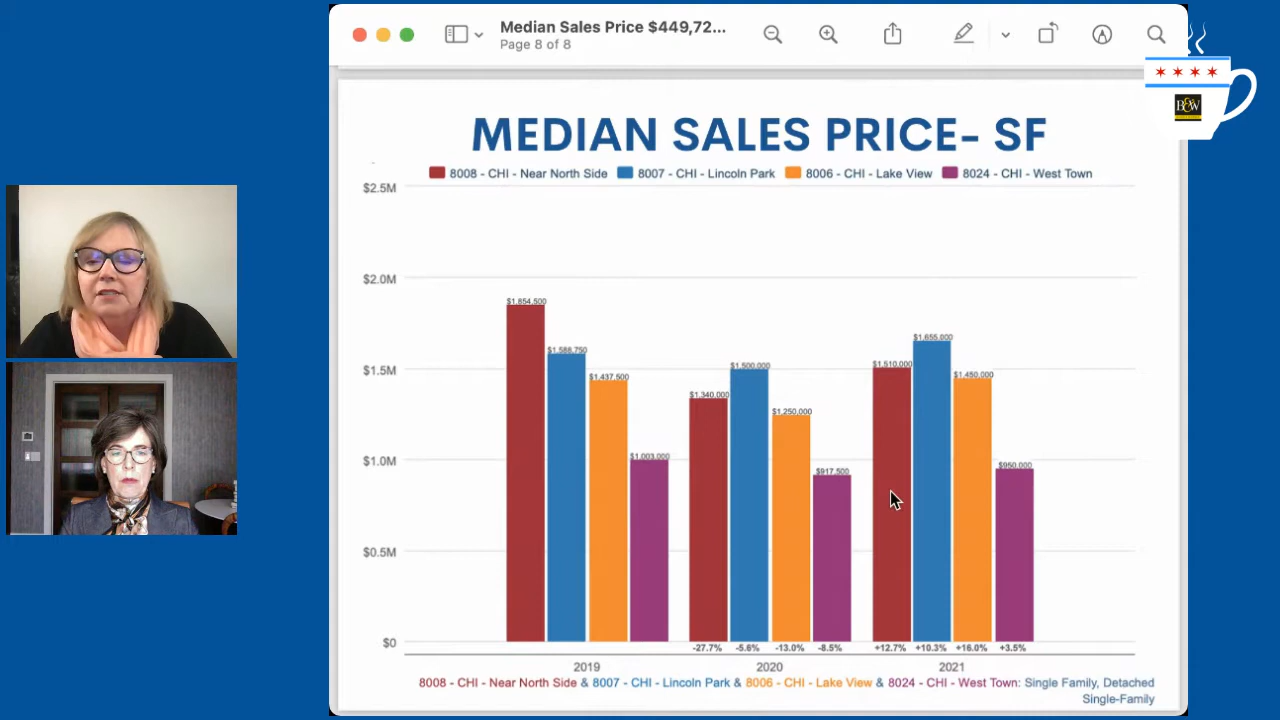 Median Sales Price $449,72...
Page 8 of 8
B&W
MEDIAN SALES PRICE- SF
8008 - CHI - Near North Side 8007 - CHI - Lincoln Park 8006 - CHI - Lake View 8024 - CHI - West Town
$2.5M
$2.0M
$1.5M
$1.0M
$0.5M
$0
$1,854,500
$1,588,750
$1,437,500
$1,003,000
$1,340,000
$1,500,000
$1,250,000
$917,500
$1,510,000
$1,655,000
$1,450,000
$950,000
-27.7% -5.6% -13.0% -8.5% +12.7% +10.3% +16.0% +3.5%
2019 2020 2021
8008 - CHI - Near North Side & 8007 - CHI - Lincoln Park & 8006 - CHI - Lake View & 8024 - CHI - West Town: Single Family, Detached
Single-Family